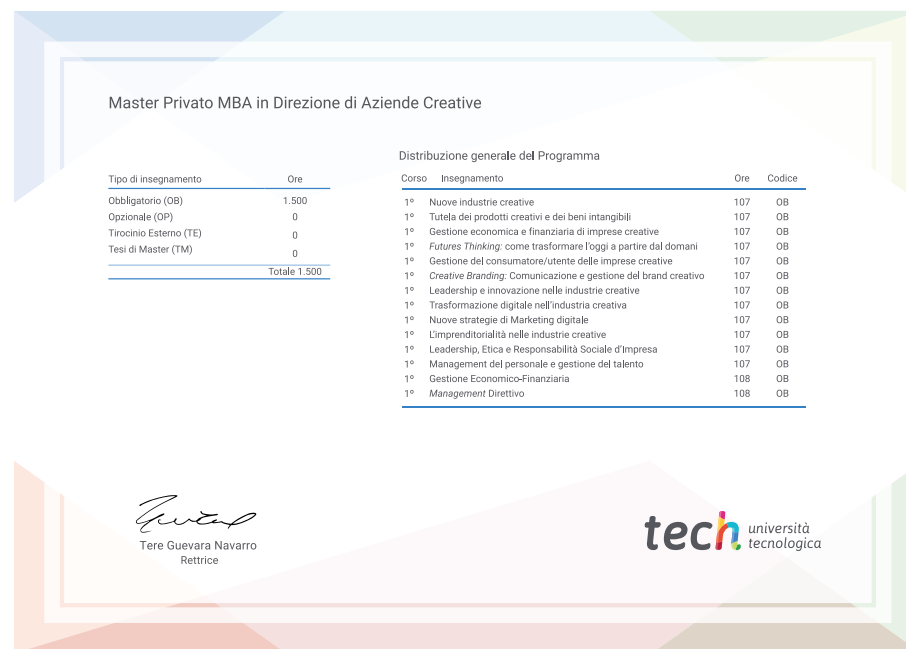 Master Privato MBA in Direzione di Aziende Creative
Tipo di insegnamento Ore
Obbligatorio (OB) 1.500
Opzionale (OP) 0
Tirocinio Esterno (TE) 0
Tesi di Master (TM) 0
Totale 1.500
Distribuzione generale del Programma
Corso Insegnamento Ore Codice
1º Nuove industrie creative 107 OB
1º Tutela dei prodotti creativi e dei beni intangibili 107 OB
1º Gestione economica e finanziaria di imprese creative 107 OB
1º Futures Thinking: come trasformare l'oggi a partire dal domani 107 OB
1º Gestione del consumatore/utente delle imprese creative 107 OB
1º Creative Branding: Comunicazione e gestione del brand creativo 107 OB
1º Leadership e innovazione nelle industrie creative 107 OB
1º Trasformazione digitale nell'industria creativa 107 OB
1º Nuove strategie di Marketing digitale 107 OB
1º L'imprenditorialità nelle industrie creative 107 OB
1º Leadership, Etica e Responsabilità Sociale d'Impresa 107 OB
1º Management del personale e gestione del talento 107 OB
1º Gestione Economico-Finanziaria 108 OB
1º Management Direttivo 108 OB
Tere Guevara Navarro
Rettrice
tech università
tecnologica